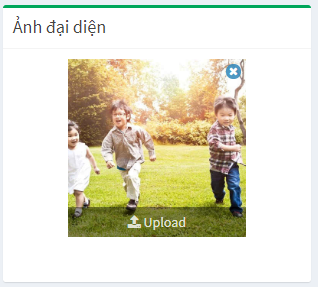 Ảnh đại diện
Upload